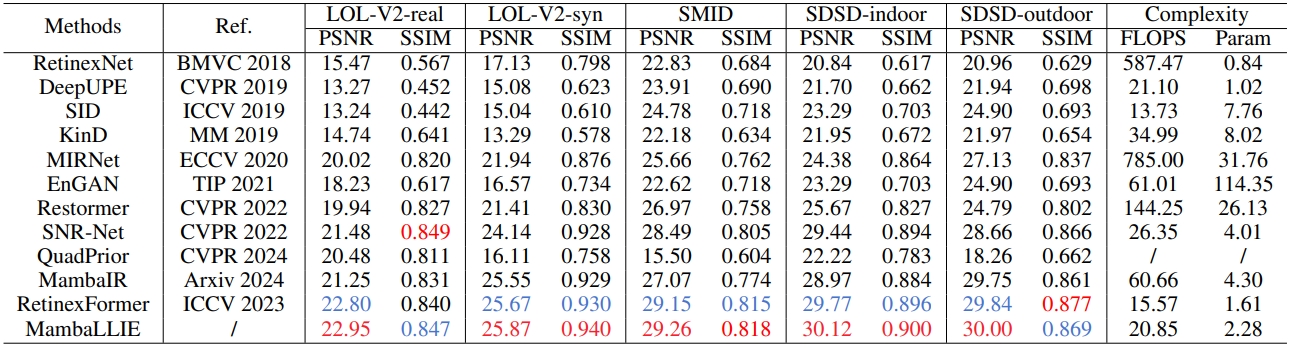 Methods Ref. LOL-V2-real LOL-V2-syn SMID SDSD-indoor SDSD-outdoor Complexity
PSNR SSIM PSNR SSIM PSNR SSIM PSNR SSIM PSNR SSIM FLOPS Param
RetinexNet BMVC 2018 15.47 0.567 17.13 0.798 22.83 0.684 20.84 0.617 20.96 0.629 587.47 0.84
DeepUPE CVPR 2019 13.27 0.452 15.08 0.623 23.91 0.690 21.70 0.662 21.94 0.698 21.10 1.02
SID ICCV 2019 13.24 0.442 15.04 0.610 24.78 0.718 23.29 0.703 24.90 0.693 13.73 7.76
KinD MM 2019 14.74 0.641 13.29 0.578 22.18 0.634 21.95 0.672 21.97 0.654 34.99 8.02
MIRNet ECCV 2020 20.02 0.820 21.94 0.876 25.66 0.762 24.38 0.864 27.13 0.837 785.00 31.76
EnGAN TIP 2021 18.23 0.617 16.57 0.734 22.62 0.718 23.29 0.703 24.90 0.693 61.01 114.35
Restormer CVPR 2022 19.94 0.827 21.41 0.830 26.97 0.758 25.67 0.827 24.79 0.802 144.25 26.13
SNR-Net CVPR 2022 21.48 0.849 24.14 0.928 28.49 0.805 29.44 0.894 28.66 0.866 26.35 4.01
QuadPrior CVPR 2024 20.48 0.811 16.11 0.758 15.50 0.604 22.22 0.783 18.26 0.662 / /
MambaIR Arxiv 2024 21.25 0.831 25.55 0.929 27.07 0.774 28.97 0.884 29.75 0.861 60.66 4.30
RetinexFormer ICCV 2023 22.80 0.840 25.67 0.930 29.15 0.815 29.77 0.896 29.84 0.877 15.57 1.61
MambaLLIE / 22.95 0.847 25.87 0.940 29.26 0.818 30.12 0.900 30.00 0.869 20.85 2.28